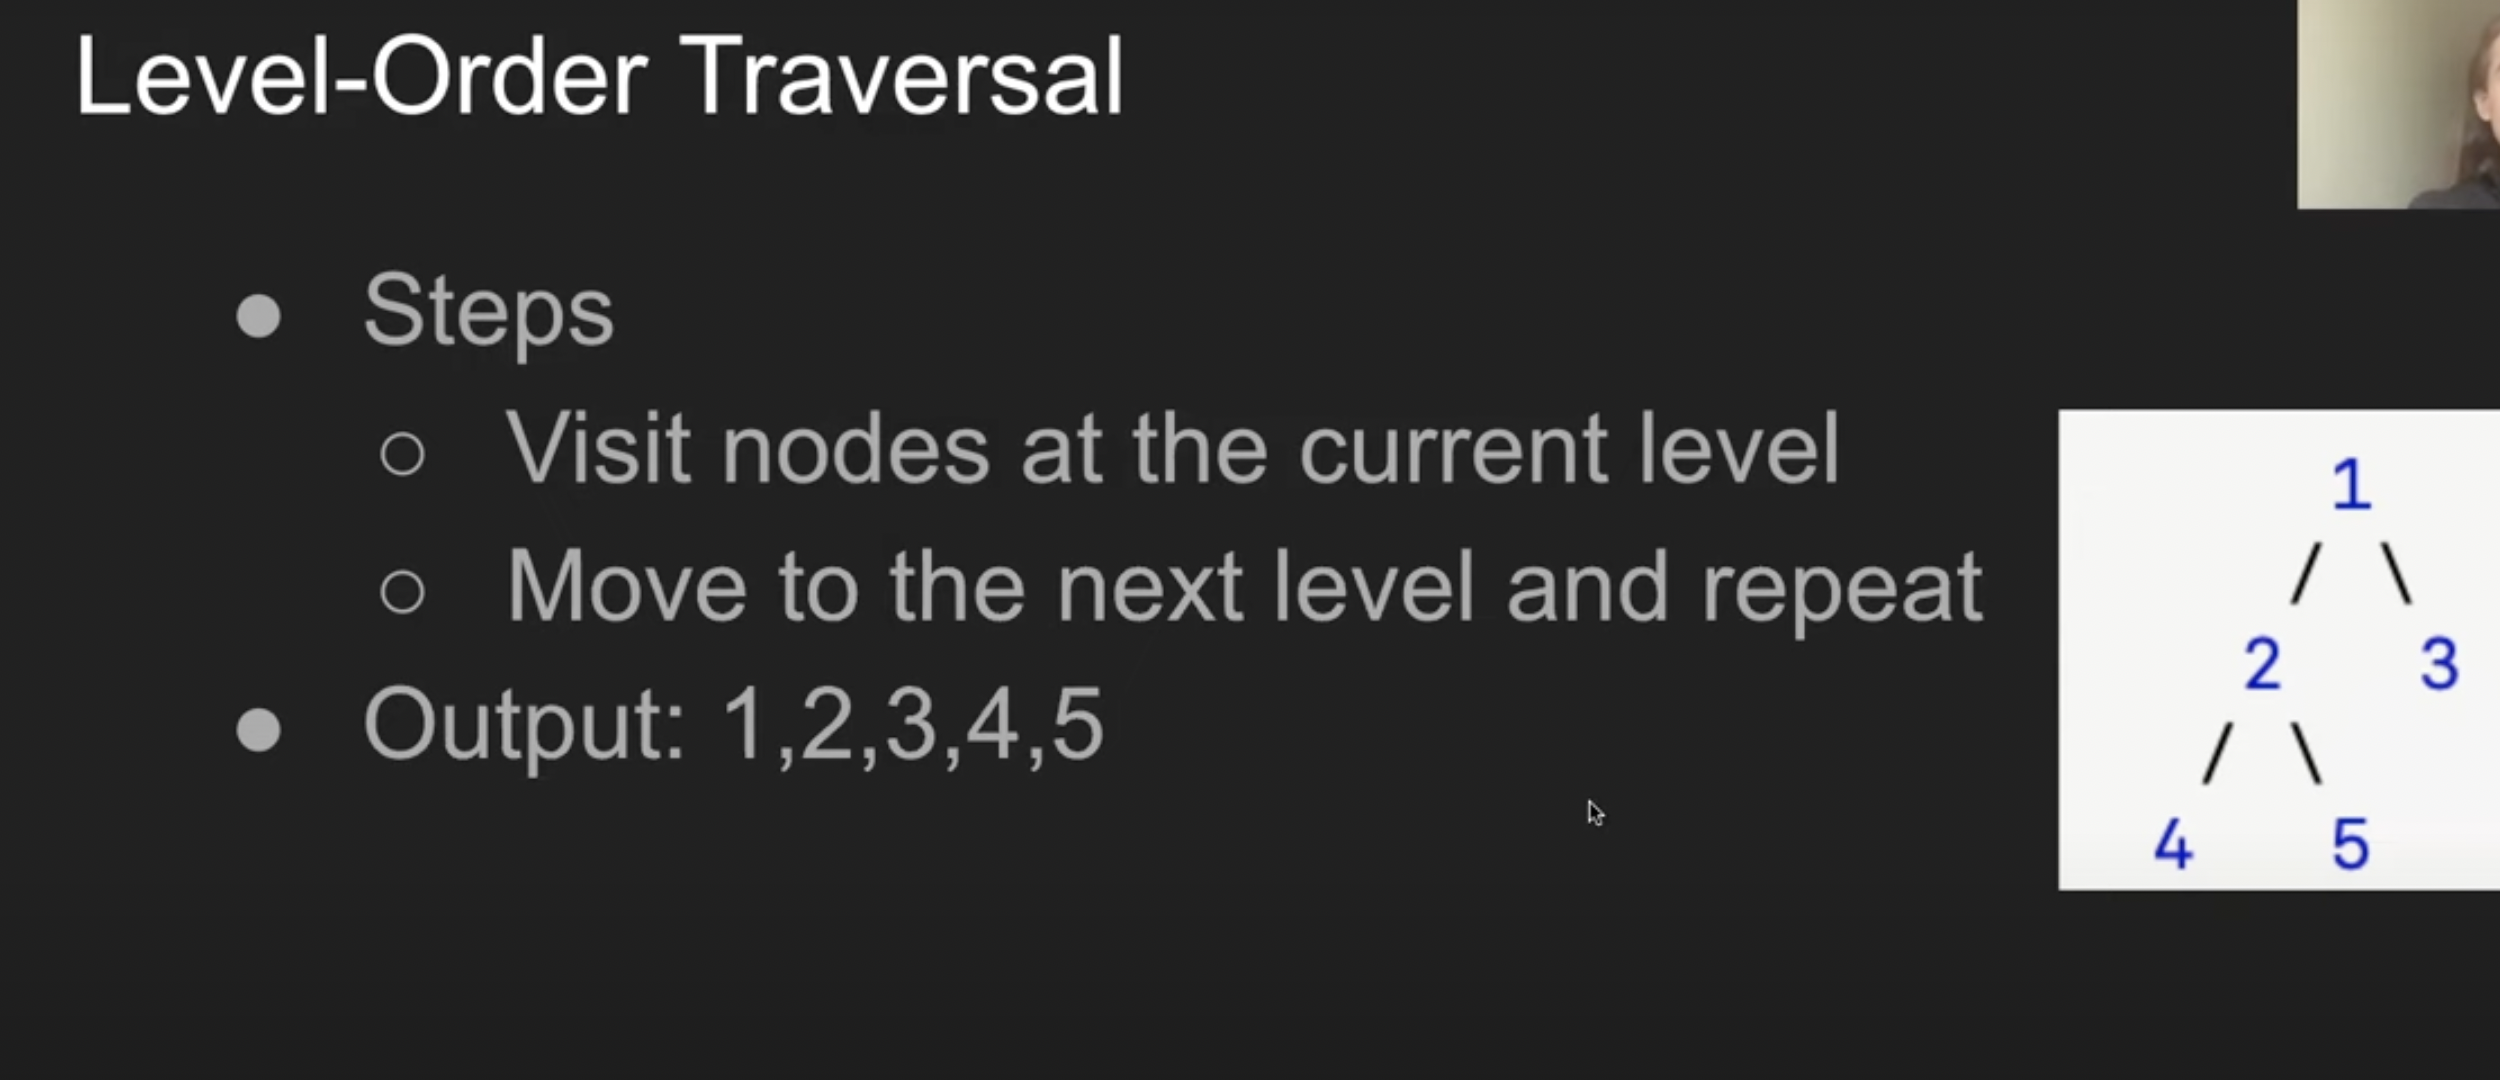 Level-Order Traversal
● Steps
○ Visit nodes at the current level
○ Move to the next level and repeat
● Output: 1,2,3,4,5
1
/ \
2 3
/ \
4 5